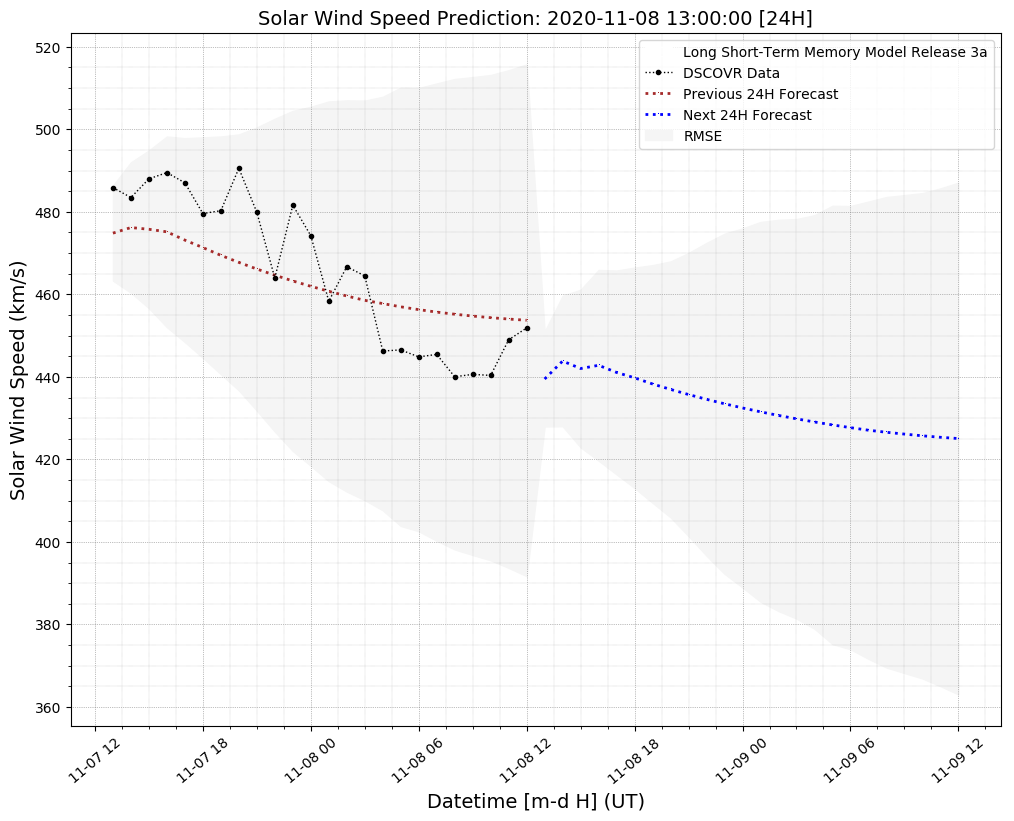 Solar Wind Speed Prediction: 2020-11-08 13:00:00 [24H]
Long Short-Term Memory Model Release 3a
DSCOVR Data
Previous 24H Forecast
Next 24H Forecast
RMSE
Solar Wind Speed (km/s)
520
500
480
460
440
420
400
380
360
11-07 12
11-07 18
11-08 00
11-08 06
11-08 12
11-08 18
11-09 00
11-09 06
11-09 12
Datetime [m-d H] (UT)